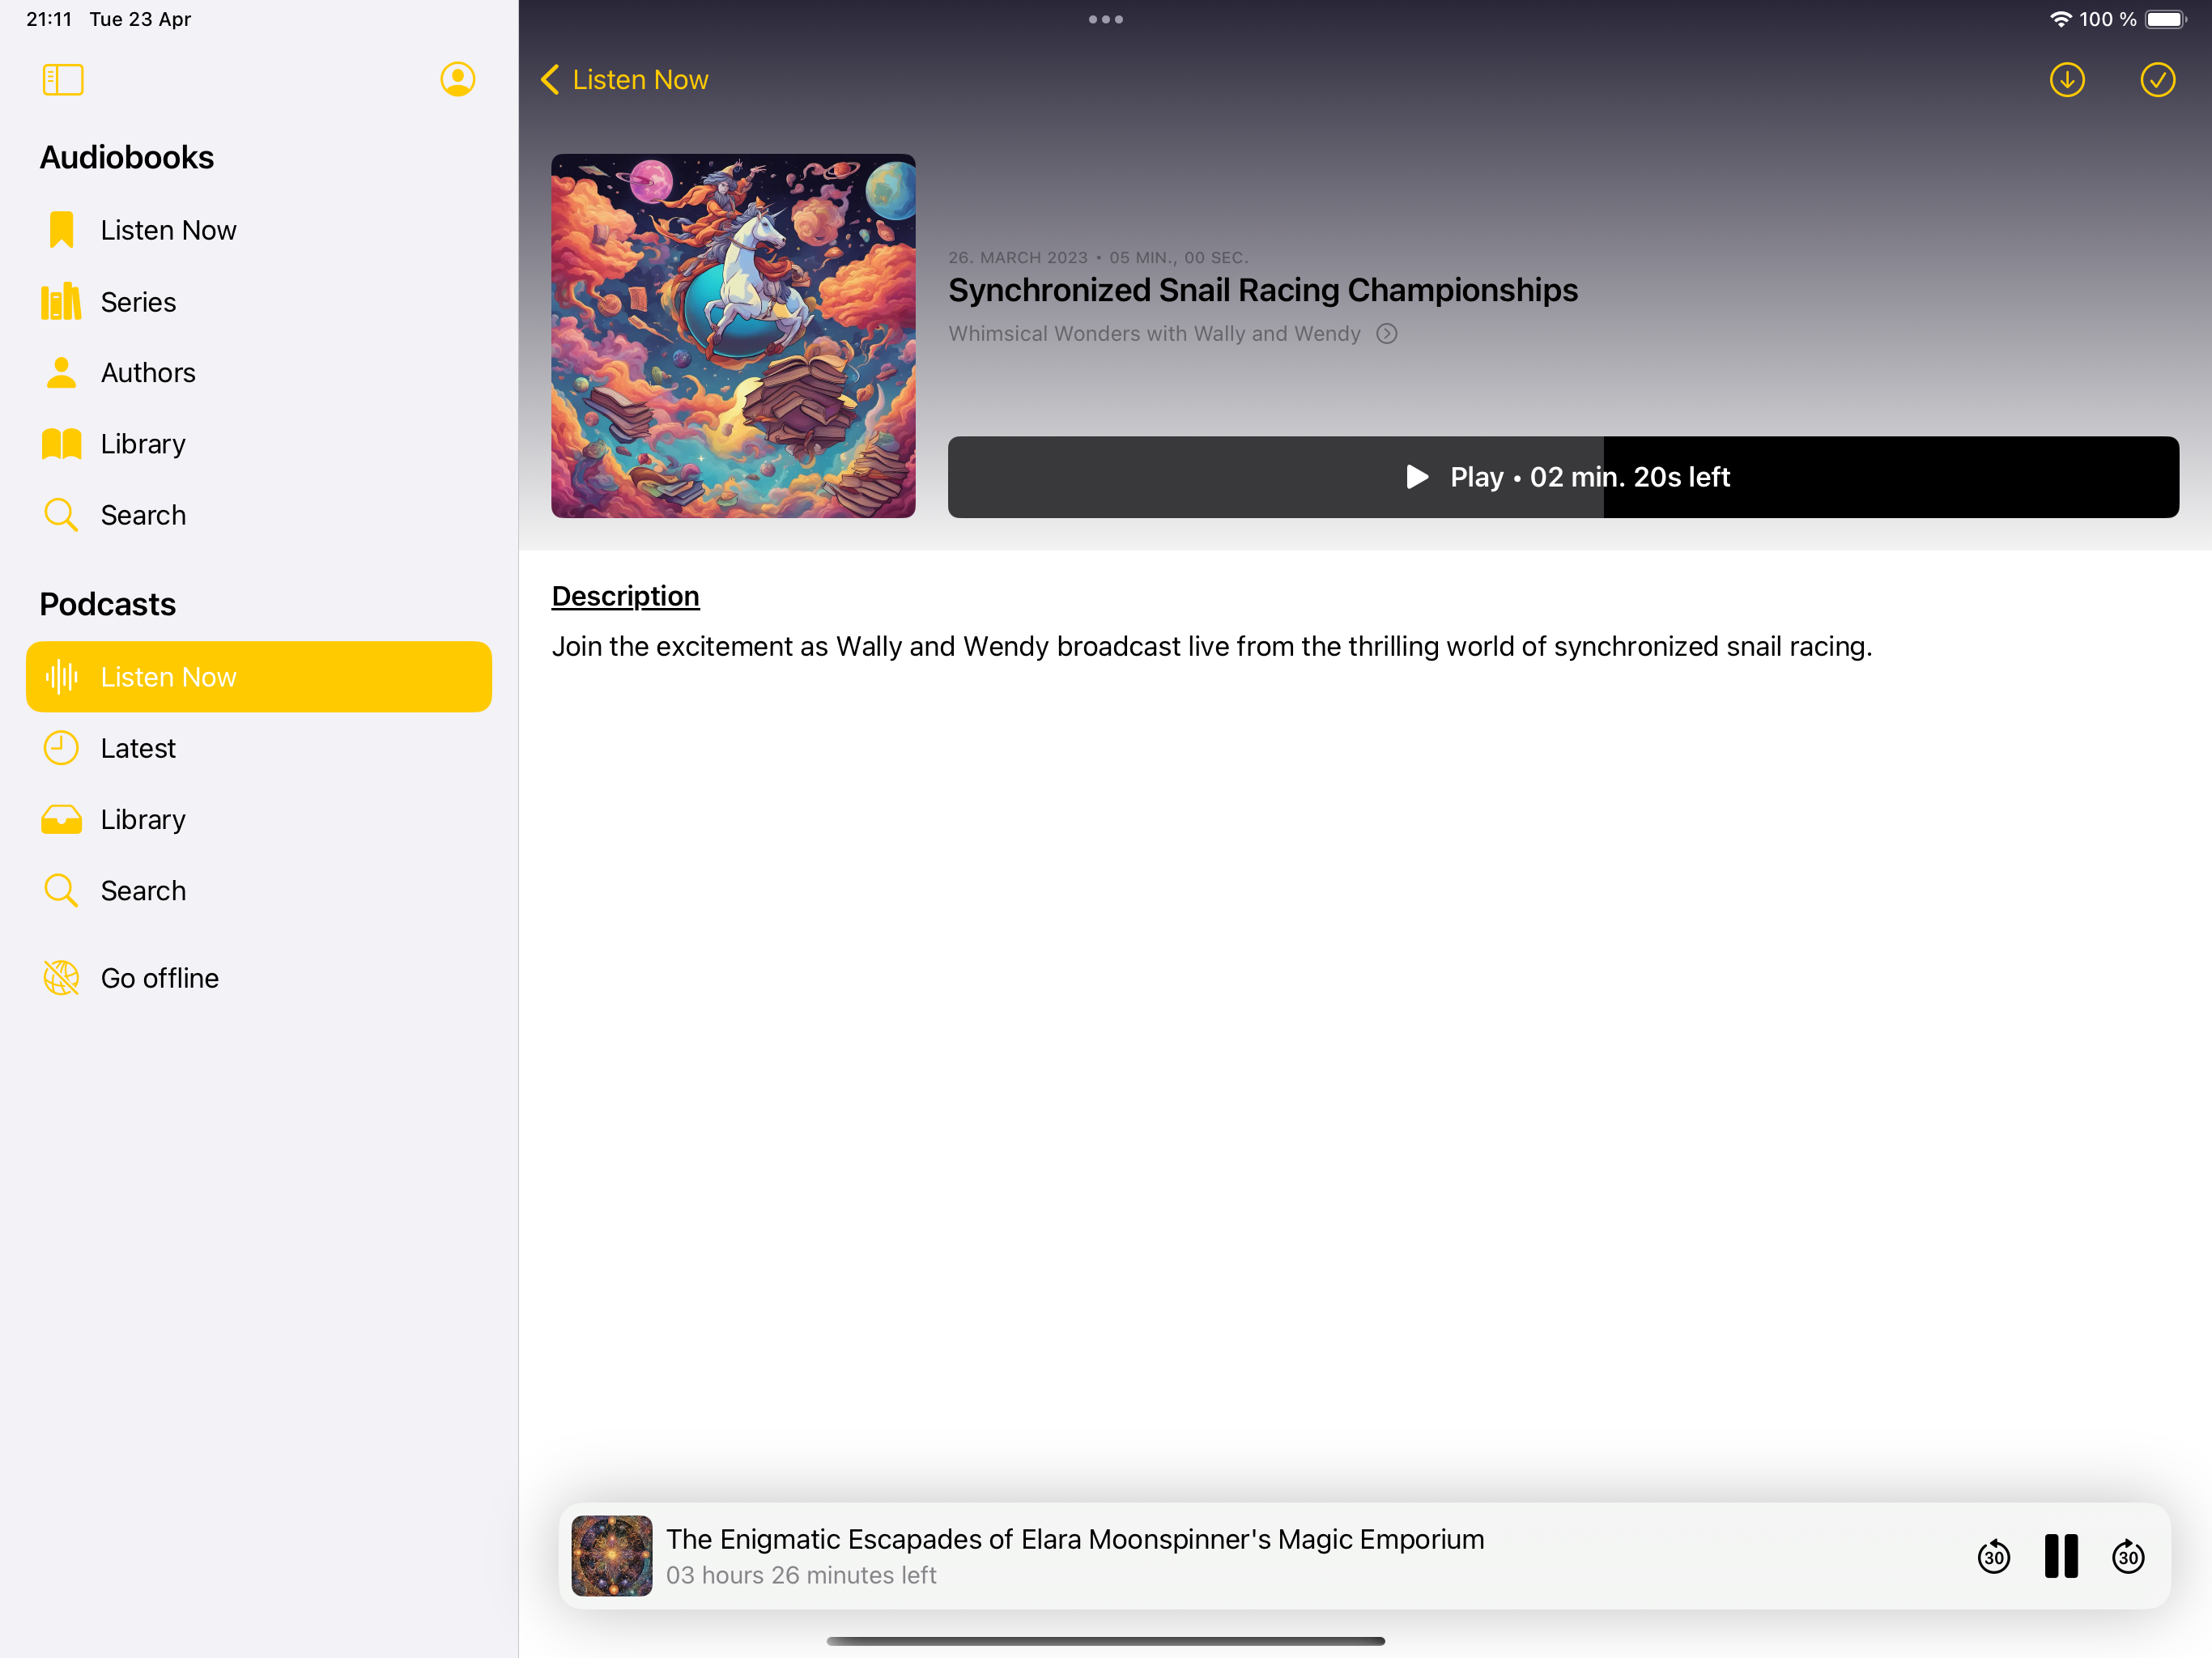 21:11 Tue 23 Apr
100 %
Audiobooks
Listen Now
Series
Authors
Library
Search
Podcasts
Listen Now
Latest
Library
Search
Go offline
Listen Now
26. MARCH 2023 • 05 MIN., 00 SEC.
Synchronized Snail Racing Championships
Whimsical Wonders with Wally and Wendy
Play • 02 min. 20s left
Description
Join the excitement as Wally and Wendy broadcast live from the thrilling world of synchronized snail racing.
The Enigmatic Escapades of Elara Moonspinner's Magic Emporium
03 hours 26 minutes left
30
30